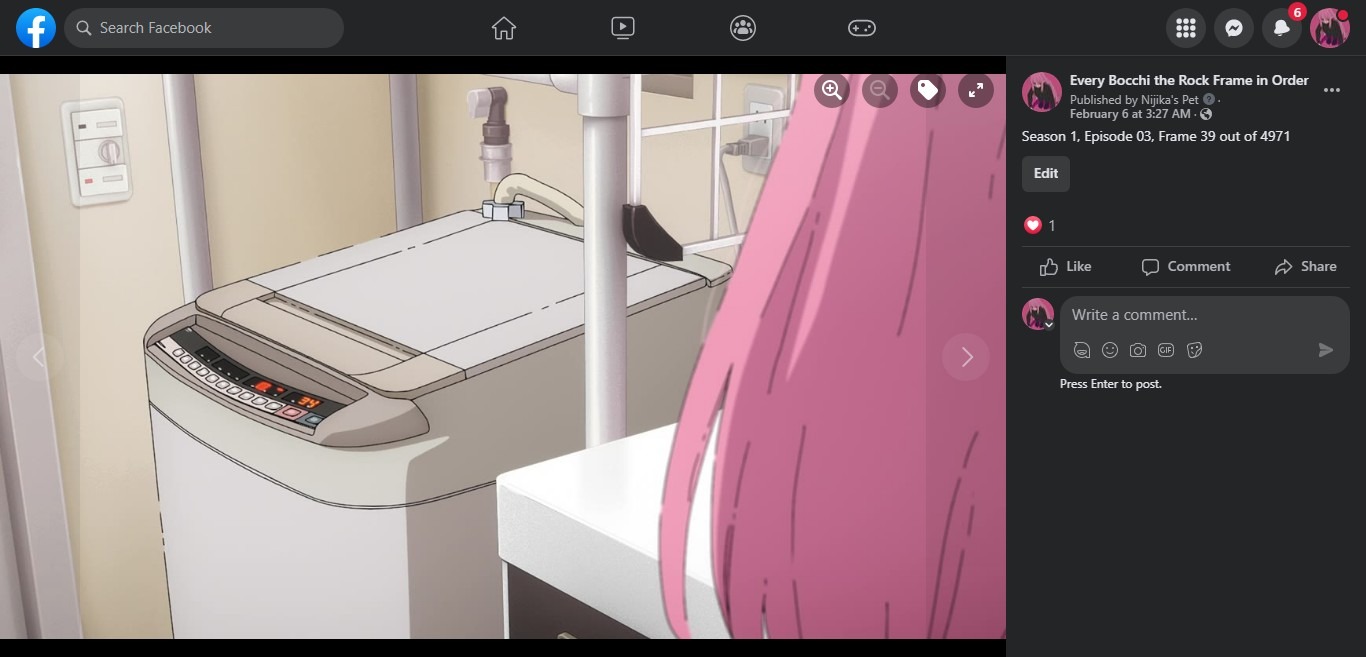 Search Facebook
6
Every Bocchi the Rock Frame in Order
Published by Nijika's Pet ·
February 6 at 3:27 AM ·
Season 1, Episode 03, Frame 39 out of 4971
Edit
1
Like Comment Share
Write a comment...
GIF
Press Enter to post.
34